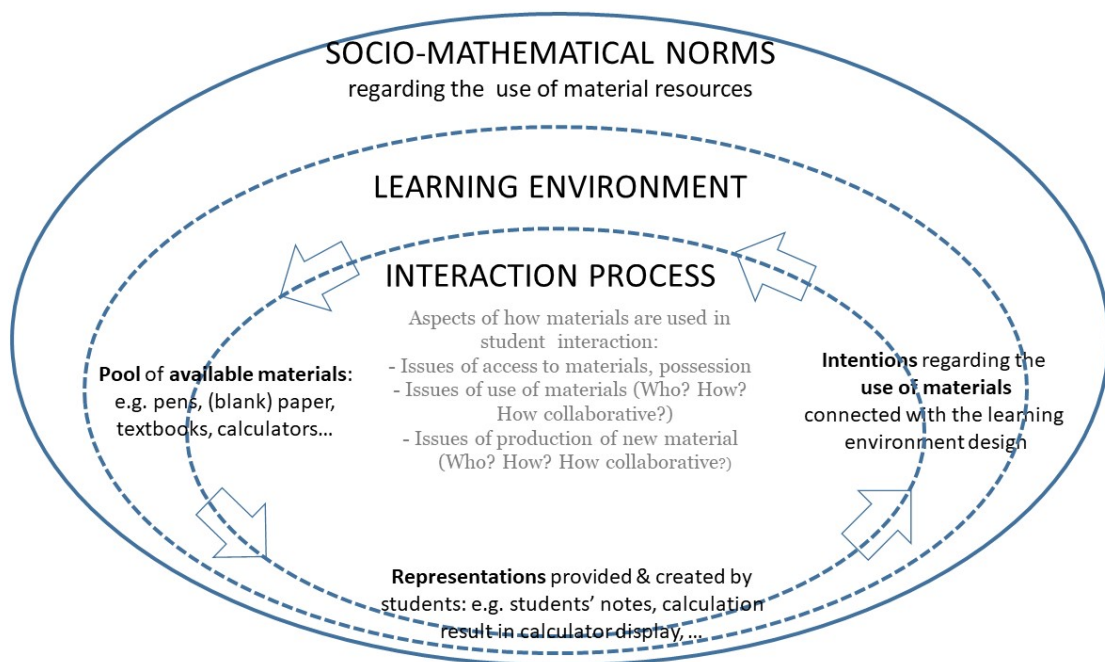 SOCIO-MATHEMATICAL NORMS
regarding the use of material resources
LEARNING ENVIRONMENT
INTERACTION PROCESS
Aspects of how materials are used in
student interaction:
- Issues of access to materials, possession
- Issues of use of materials (Who? How?
How collaborative?)
- Issues of production of new material
(Who? How? How collaborative?)
Pool of available materials:
e.g. pens, (blank) paper,
textbooks, calculators...
Intentions regarding the
use of materials
connected with the learning
environment design
Representations provided & created by
students: e.g. students’ notes, calculation
result in calculator display, ...